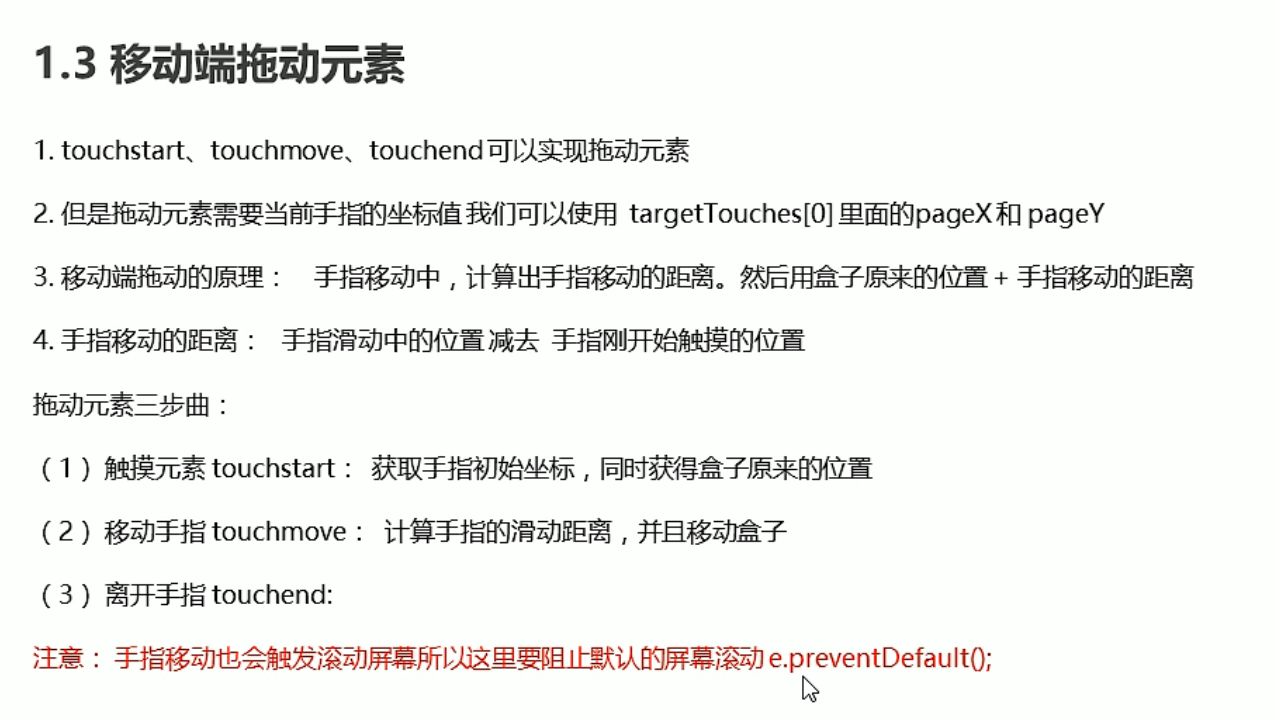 1.3 移动端拖动元素
1. touchstart、touchmove、touchend可以实现拖动元素
2. 但是拖动元素需要当前手指的坐标值 我们可以使用 targetTouches[0] 里面的pageX 和 pageY
3. 移动端拖动的原理： 手指移动中，计算出手指移动的距离。然后用盒子原来的位置 + 手指移动的距离
4. 手指移动的距离： 手指滑动中的位置 减去 手指刚开始触摸的位置
拖动元素三步曲：
（1）触摸元素 touchstart： 获取手指初始坐标，同时获得盒子原来的位置
（2）移动手指 touchmove： 计算手指的滑动距离，并且移动盒子
（3）离开手指 touchend:
注意： 手指移动也会触发滚动屏幕所以这里要阻止默认的屏幕滚动 e.preventDefault();